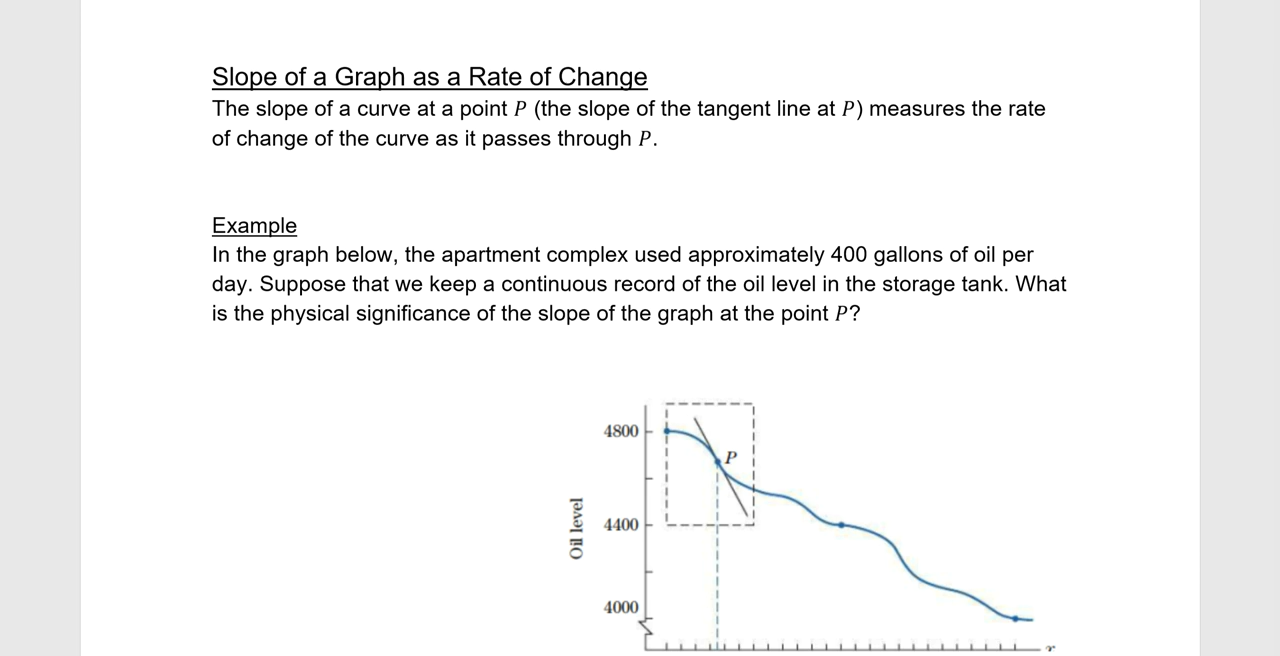 Slope of a Graph as a Rate of Change
The slope of a curve at a point P (the slope of the tangent line at P) measures the rate
of change of the curve as it passes through P.
Example
In the graph below, the apartment complex used approximately 400 gallons of oil per
day. Suppose that we keep a continuous record of the oil level in the storage tank. What
is the physical significance of the slope of the graph at the point P?
4800
P
Oil level
4400
4000